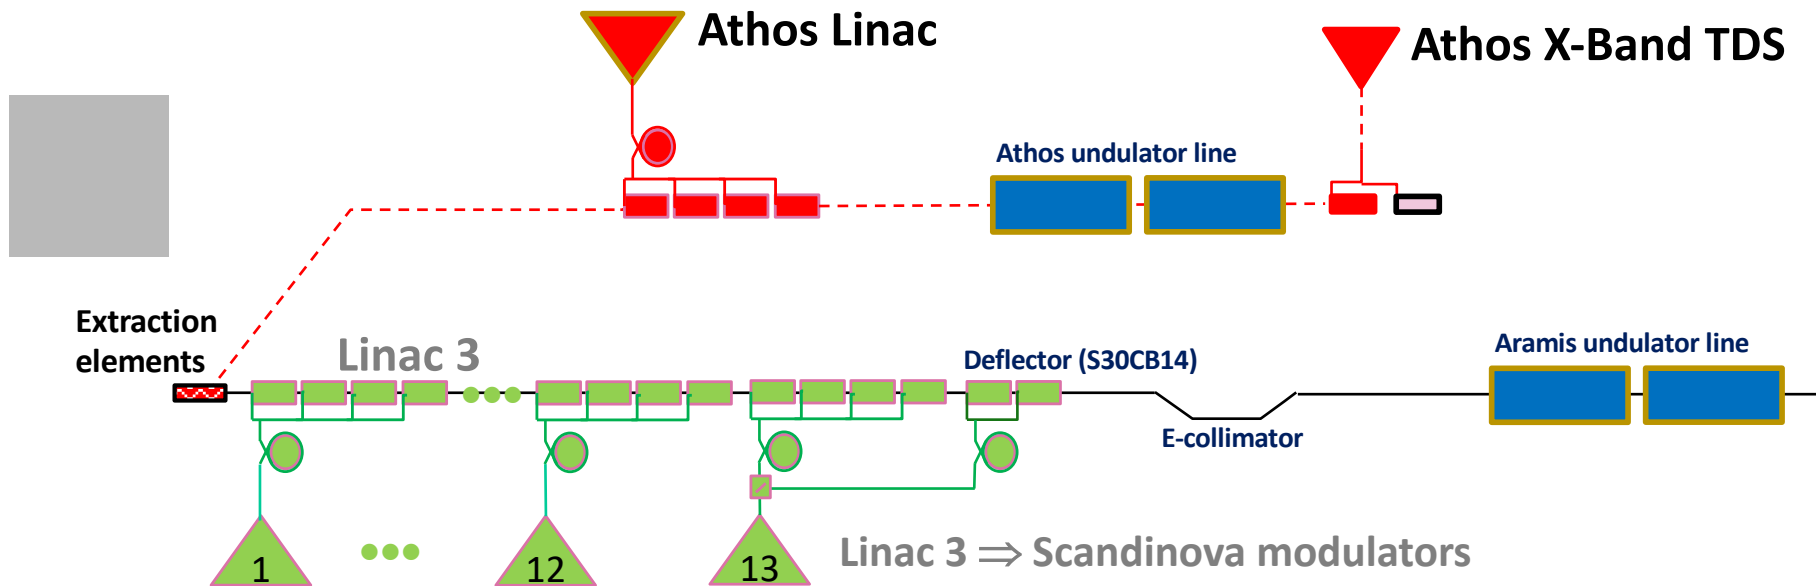 Athos Linac
Athos X-Band TDS
Athos undulator line
Extraction
elements
Linac 3
Deflector (S30CB14)
Aramis undulator line
E-collimator
1
12
13
Linac 3 ⇒ Scandinova modulators